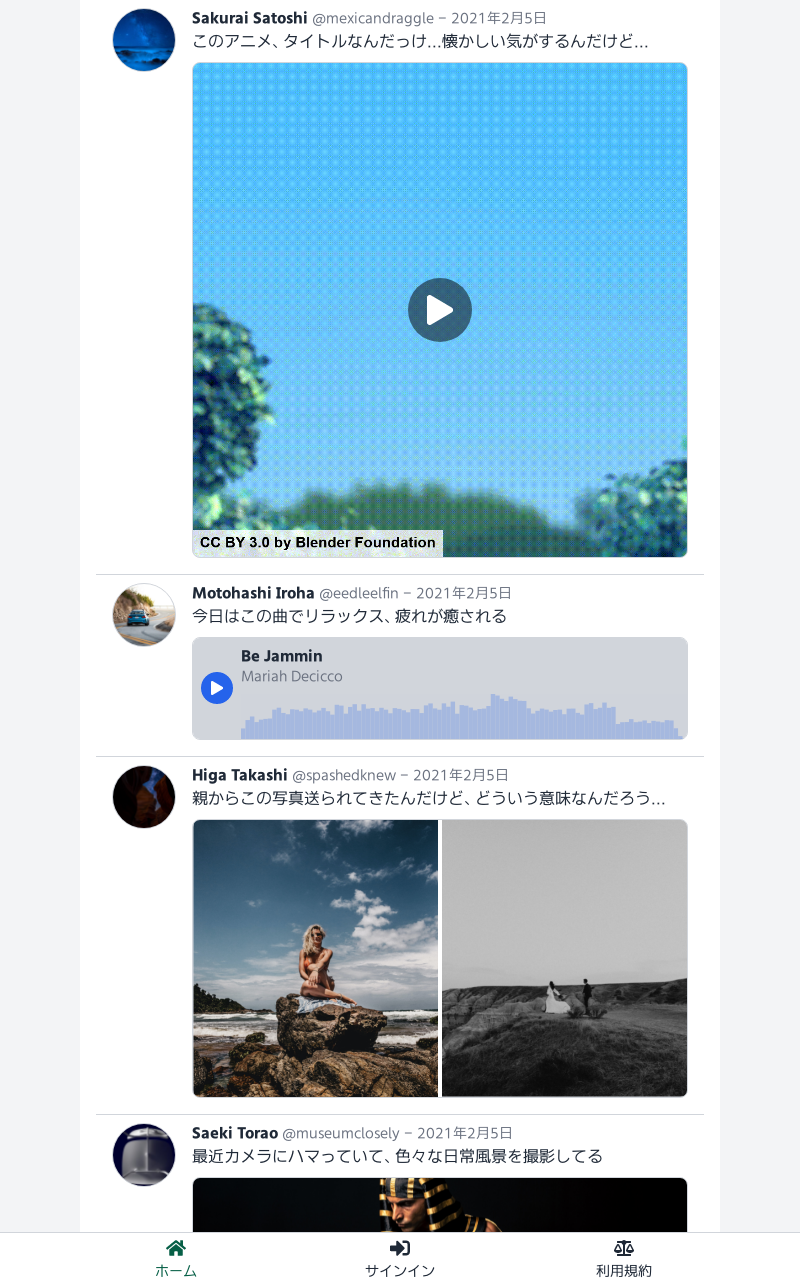 Sakurai Satoshi @mexicandraggle – 2021年2月5日
このアニメ、タイトルなんだっけ…懐かしい気がするんだけど…
CC BY 3.0 by Blender Foundation
Motohashi Iroha @eedleelfin – 2021年2月5日
今日はこの曲でリラックス、疲れが癒される
Be Jammin
Mariah Decicco
Higa Takashi @spashedknew – 2021年2月5日
親からこの写真送られてきたんだけど、どういう意味なんだろう…
Saeki Torao @museumclosely – 2021年2月5日
最近カメラにハマっていて、色々な日常風景を撮影してる
ホーム
サインイン
利用規約